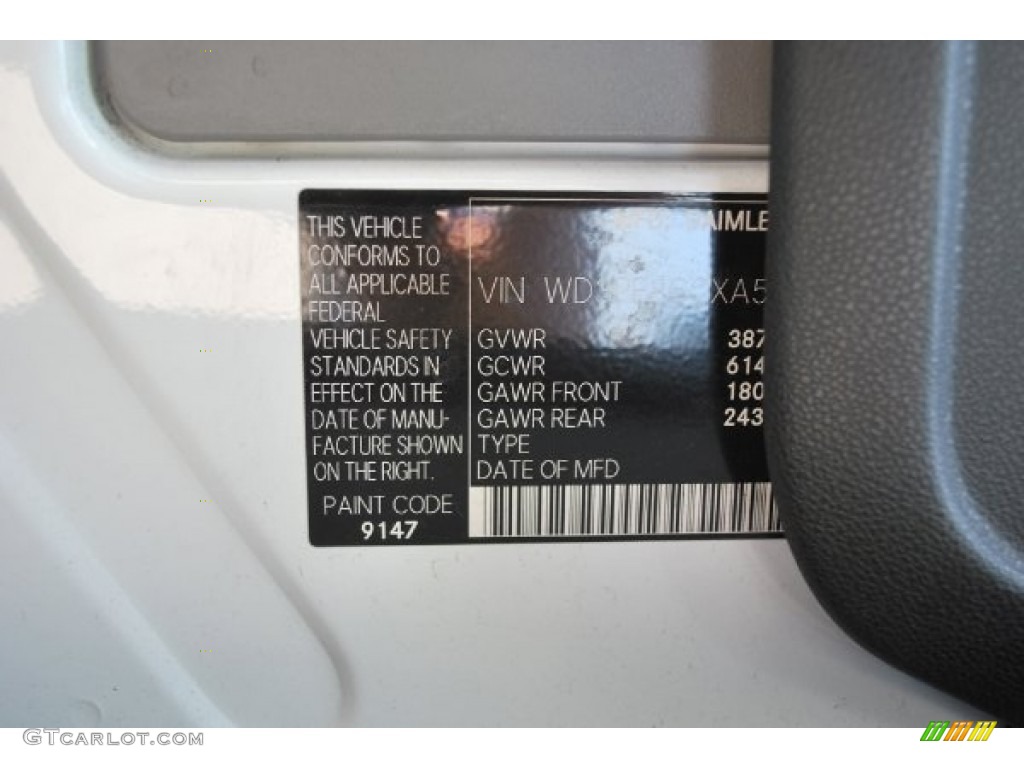 THIS VEHICLE
CONFORMS TO
ALL APPLICABLE
FEDERAL
VEHICLE SAFETY
STANDARDS IN
EFFECT ON THE
DATE OF MANU-
FACTURE SHOWN
ON THE RIGHT.
PAINT CODE
9147
DAIMLE
VIN WD XA5
GVWR 387
GCWR 614
GAWR FRONT 180
GAWR REAR 243
TYPE
DATE OF MFD
GTCARLOT.COM